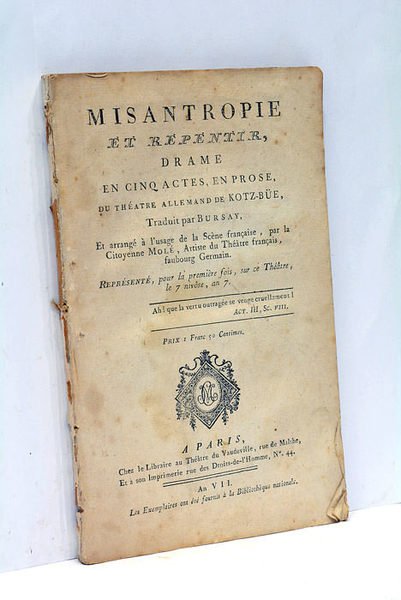 MISANTROPIE
ET REPENTIR,
DRAME
EN CINQ ACTES, EN PROSE,
DU THÉATRE ALLEMAND DE KOTZ-BÜE,
Traduit par BURSAY,
Et arrangé à l'usage de la Scène française, par la
Citoyenne MOLÉ, Artiste du Théatre français,
faubourg Germain.
REPRÉSENTÉ, pour la première fois, sur ce Théâtre,
le 7 nivôse, an 7.
Ah! que la vertu outragée se venge cruellement!
ACT. III, SC. VIII.
PRIX 1 Franc 50 Centimes.
A PARIS,
Chez le Libraire au Théâtre du Vaudeville, rue de Malthe,
Et à son Imprimerie rue des Droits-de-l'Homme, N°. 44.
An VII.
Les Exemplaires ont été fournis à la Bibliothèque nationale.